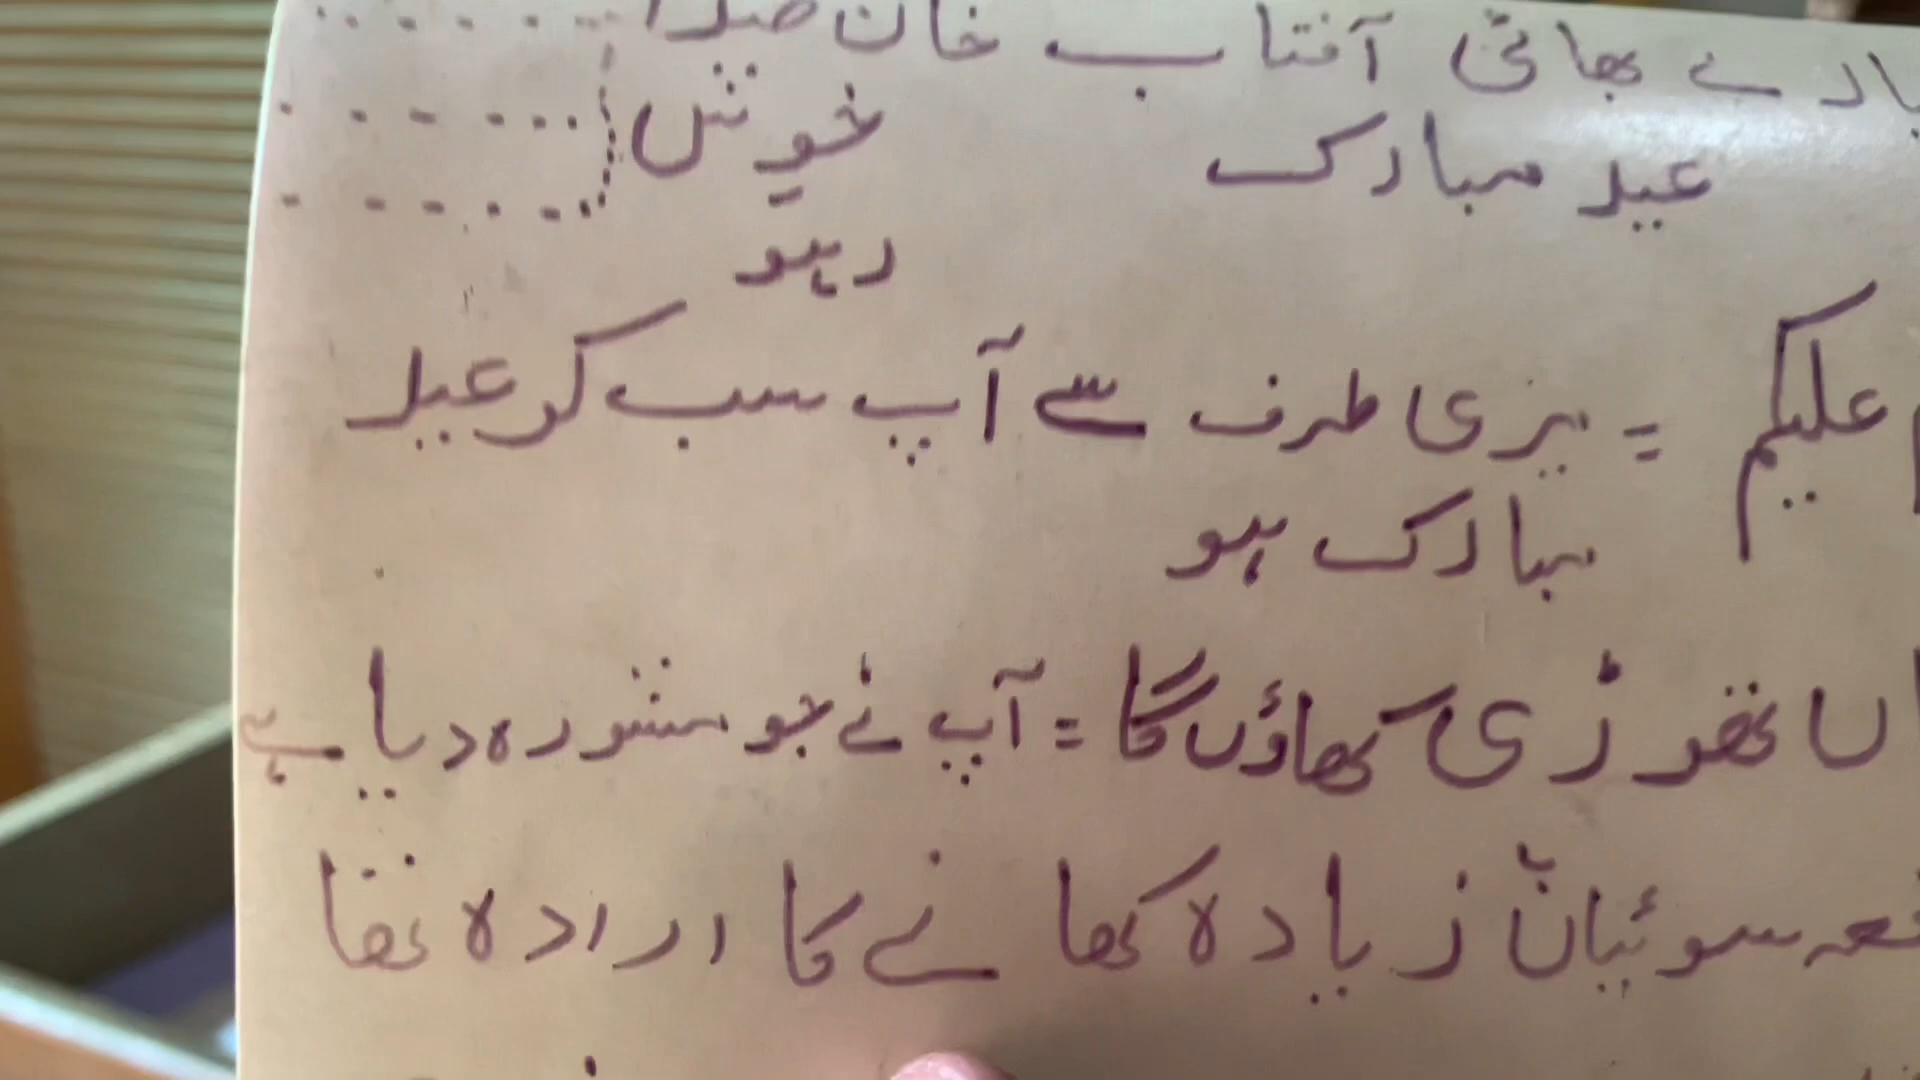 بھائی آفتاب خان
عید مبارک خوش
رہو
علیکم = میری طرف سے آپ سب کو عید
مبارک ہو
تھوڑی کھاؤں گا = آپ نے جو مشورہ دیا ہے
سوئیاں زیادہ کھانے کا ارادہ تھا